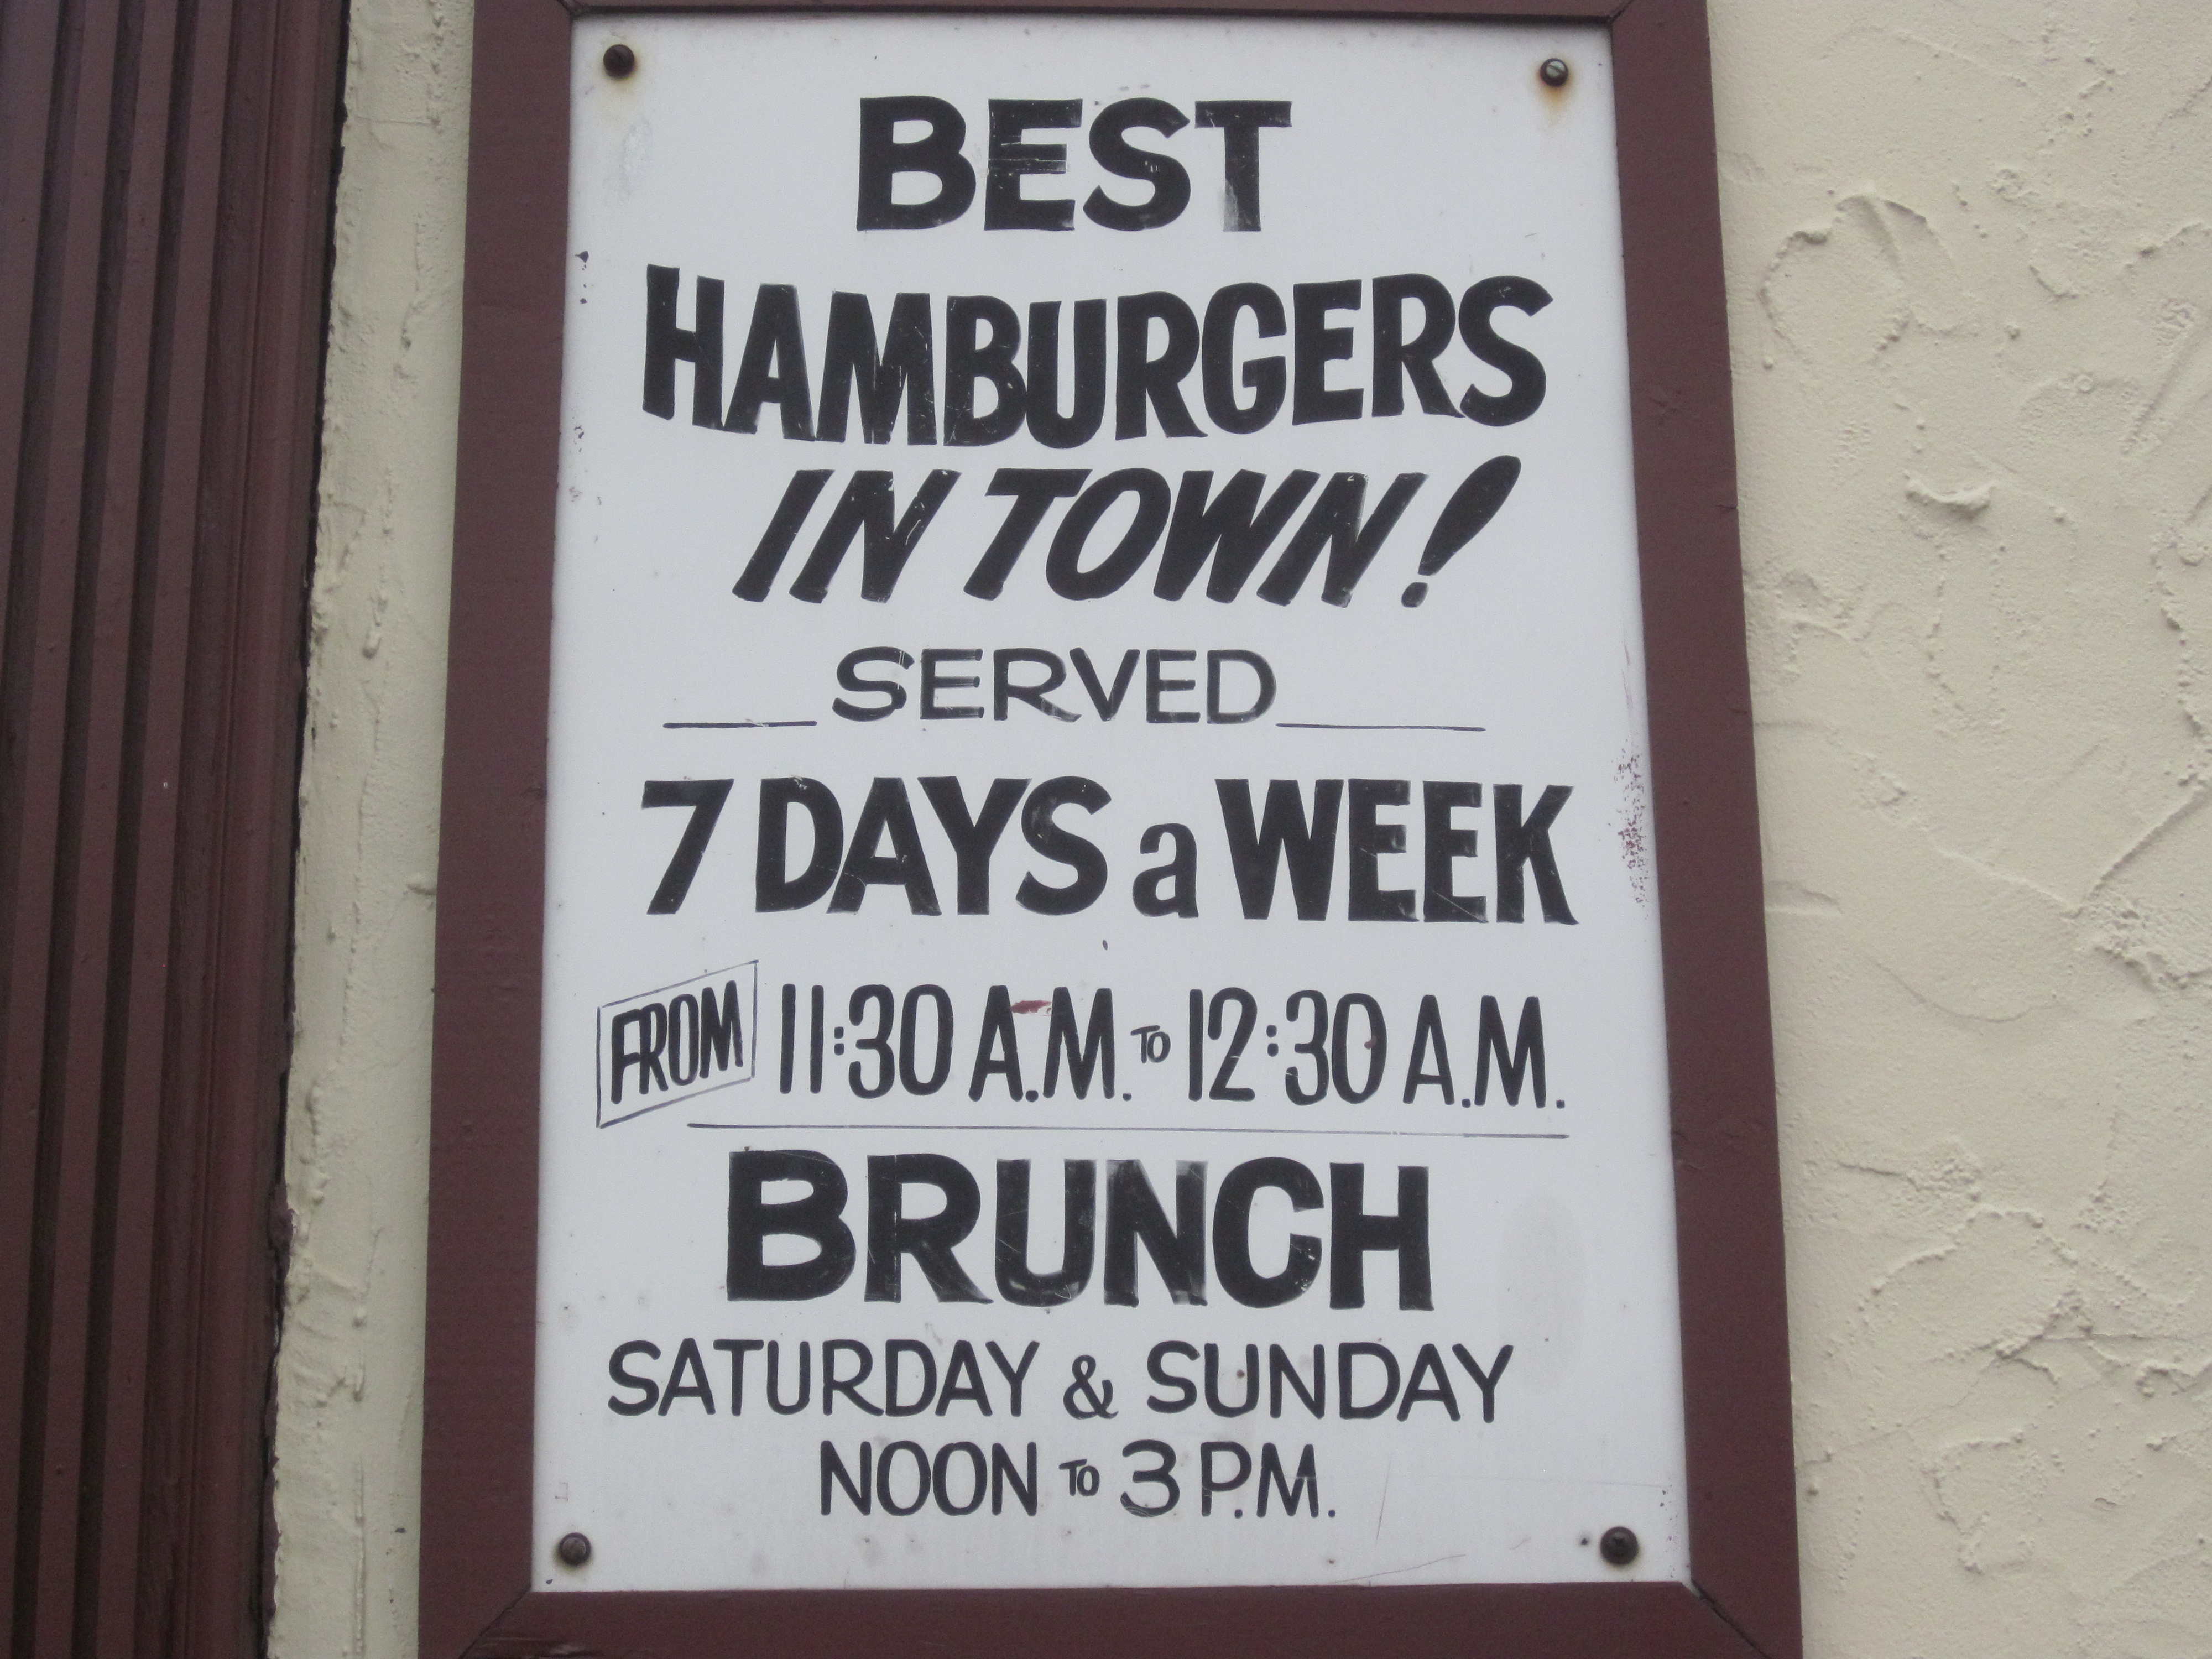 BEST
HAMBURGERS
IN TOWN!
SERVED
7 DAYS a WEEK
FROM 11:30 A.M. TO 12:30 A.M.
BRUNCH
SATURDAY & SUNDAY
NOON TO 3 P.M.